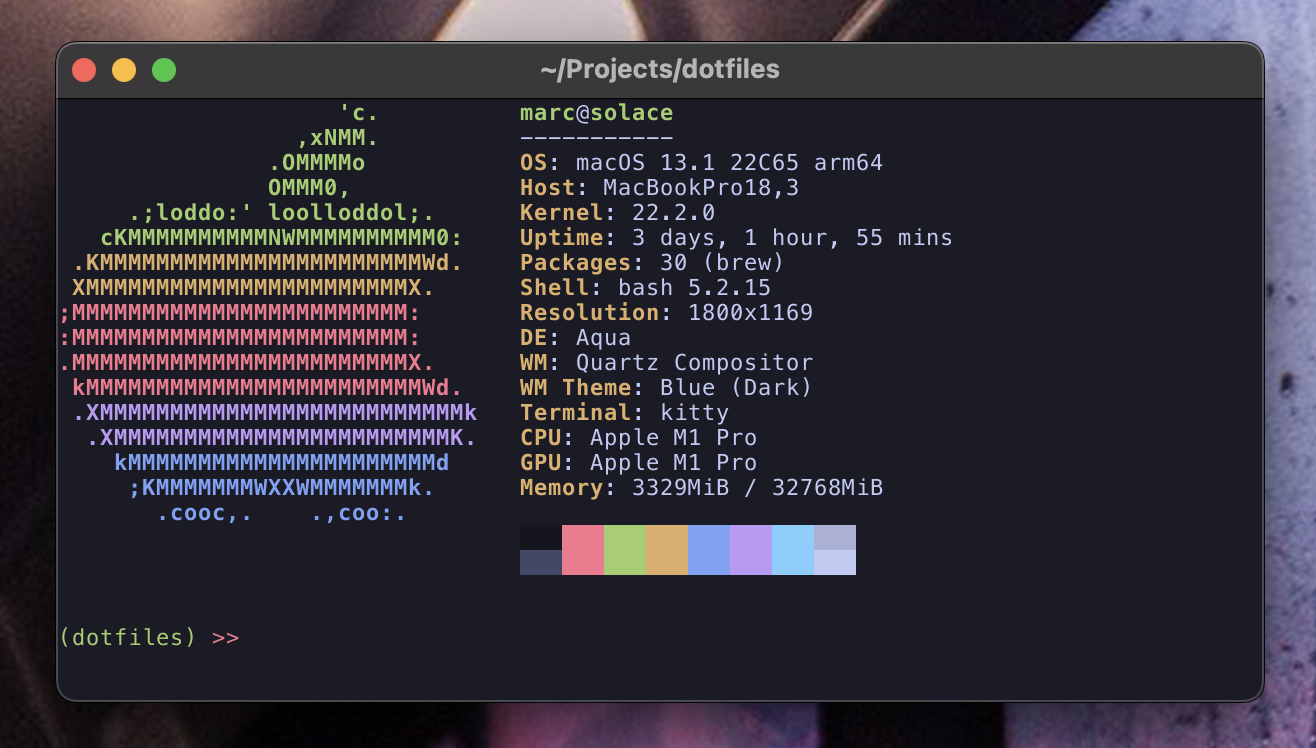 ~/Projects/dotfiles
                    'c.          marc@solace
                 ,xNMM.          -----------
               .OMMMMo           OS: macOS 13.1 22C65 arm64
               OMMM0,            Host: MacBookPro18,3
     .;loddo:' loolloddol;.      Kernel: 22.2.0
   cKMMMMMMMMMMNWMMMMMMMMMM0:    Uptime: 3 days, 1 hour, 55 mins
 .KMMMMMMMMMMMMMMMMMMMMMMMWd.    Packages: 30 (brew)
 XMMMMMMMMMMMMMMMMMMMMMMMX.      Shell: bash 5.2.15
;MMMMMMMMMMMMMMMMMMMMMMMM:       Resolution: 1800x1169
:MMMMMMMMMMMMMMMMMMMMMMMM:       DE: Aqua
.MMMMMMMMMMMMMMMMMMMMMMMMX.      WM: Quartz Compositor
 kMMMMMMMMMMMMMMMMMMMMMMMMWd.    WM Theme: Blue (Dark)
 .XMMMMMMMMMMMMMMMMMMMMMMMMMMk   Terminal: kitty
  .XMMMMMMMMMMMMMMMMMMMMMMMMK.   CPU: Apple M1 Pro
    kMMMMMMMMMMMMMMMMMMMMMMd     GPU: Apple M1 Pro
     ;KMMMMMMMWXXWMMMMMMMk.      Memory: 3329MiB / 32768MiB
       .cooc,.    .,coo:.
(dotfiles) >>